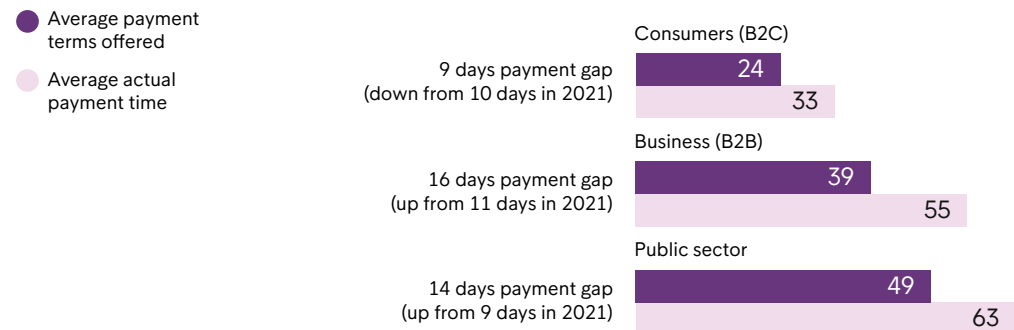 Average payment
terms offered
Average actual
payment time
Consumers (B2C)
9 days payment gap
(down from 10 days in 2021)
24
33
Business (B2B)
16 days payment gap
(up from 11 days in 2021)
39
55
Public sector
14 days payment gap
(up from 9 days in 2021)
49
63